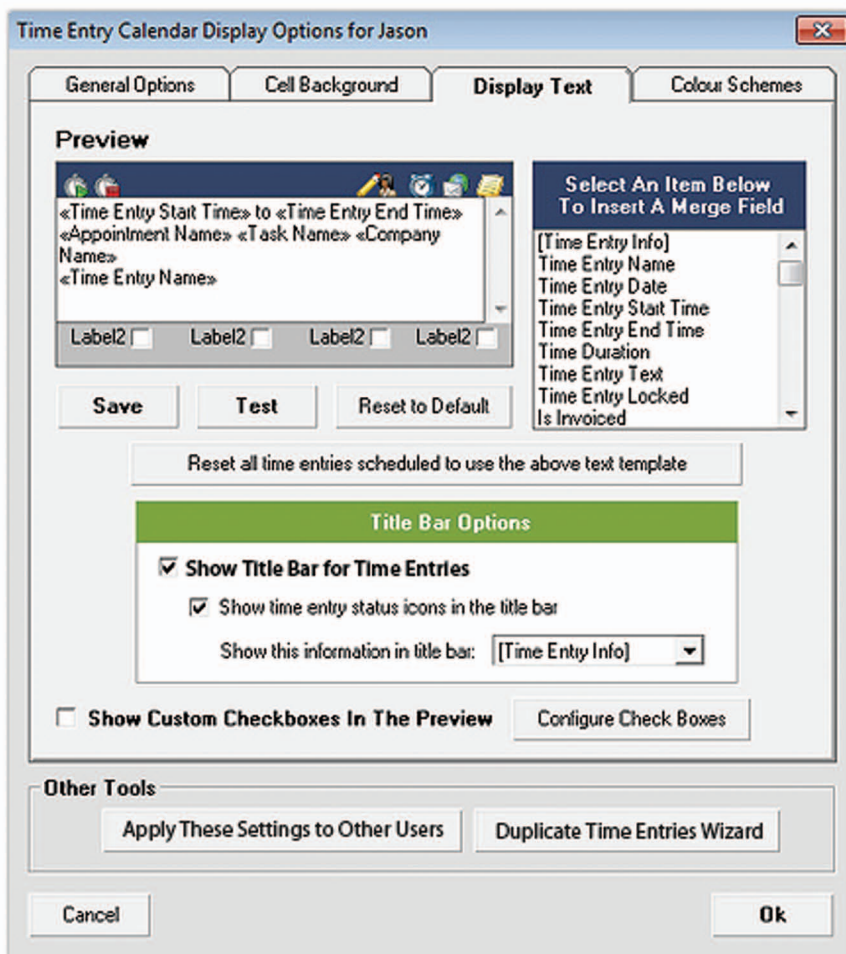 Time Entry Calendar Display Options for Jason
General Options Cell Background Display Text Colour Schemes
Preview
«Time Entry Start Time» to «Time Entry End Time»
«Appointment Name» «Task Name» «Company
Name»
«Time Entry Name»
Label2 Label2 Label2 Label2
Select An Item Below
To Insert A Merge Field
[Time Entry Info]
Time Entry Name
Time Entry Date
Time Entry Start Time
Time Entry End Time
Time Duration
Time Entry Text
Time Entry Locked
Is Invoiced
Save Test Reset to Default
Reset all time entries scheduled to use the above text template
Title Bar Options
Show Title Bar for Time Entries
Show time entry status icons in the title bar
Show this information in title bar: [Time Entry Info]
Show Custom Checkboxes In The Preview Configure Check Boxes
Other Tools
Apply These Settings to Other Users Duplicate Time Entries Wizard
Cancel Ok